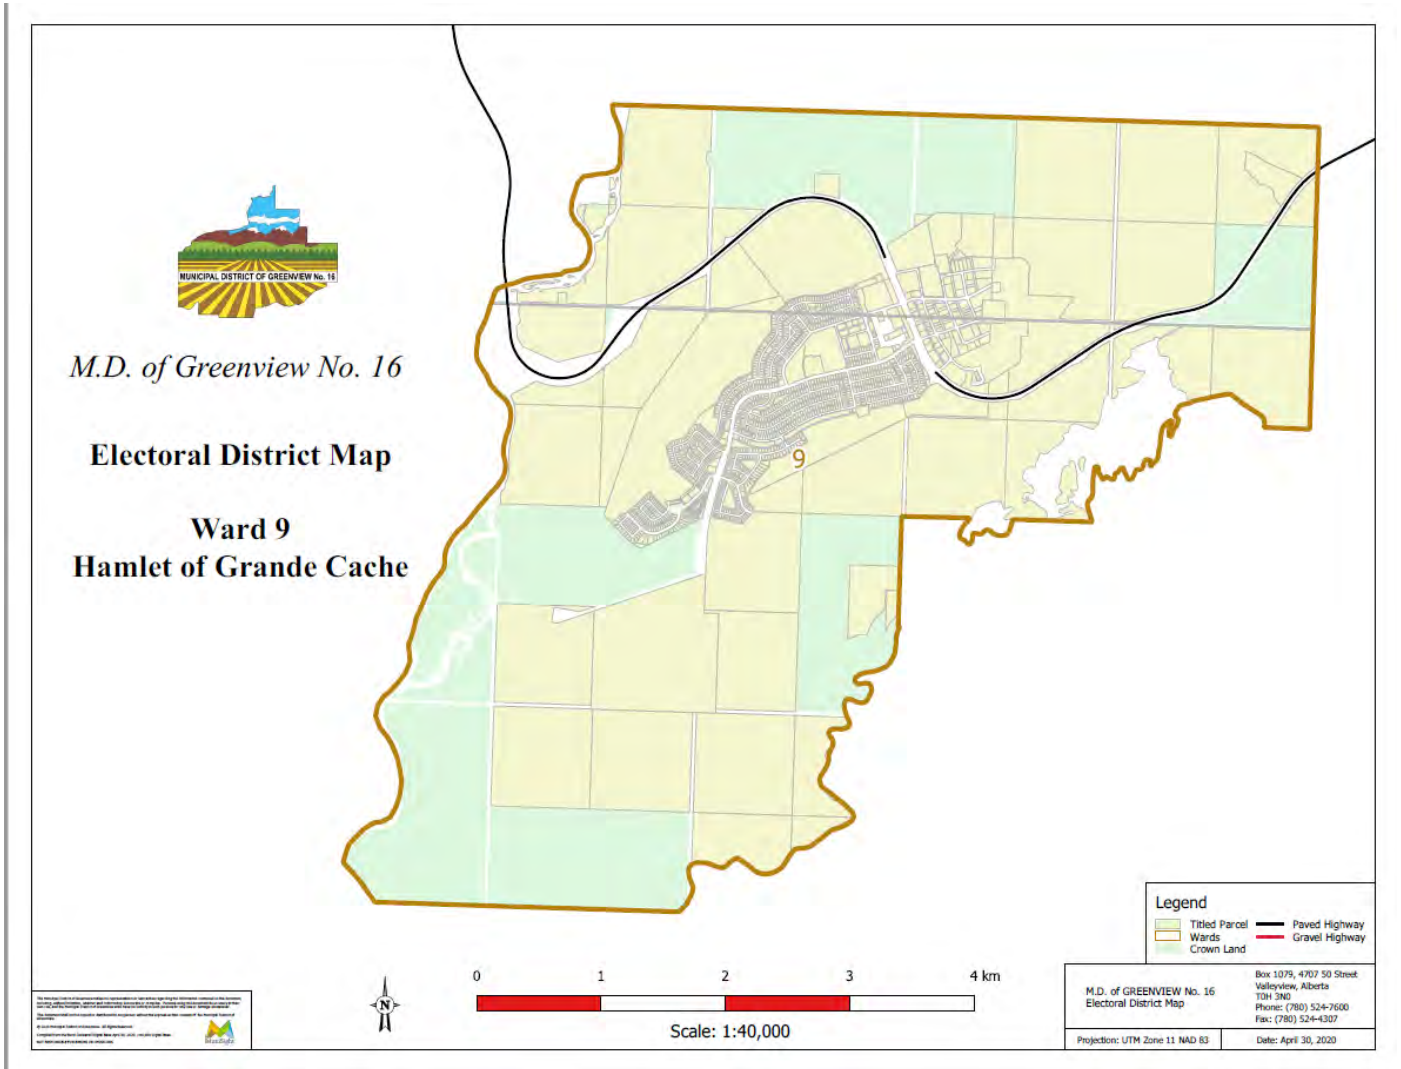 MUNICIPAL DISTRICT OF GREENVIEW No. 16
M.D. of Greenview No. 16
Electoral District Map
Ward 9
Hamlet of Grande Cache
9
Legend
Titled Parcel
Wards
Crown Land
Paved Highway
Gravel Highway
0 1 2 3 4 km
Scale: 1:40,000
N
M.D. of GREENVIEW No. 16
Electoral District Map
Box 1079, 4707 50 Street
Valleyview, Alberta
T0H 3N0
Phone: (780) 524-7600
Fax: (780) 524-4307
Projection: UTM Zone 11 NAD 83
Date: April 30, 2020